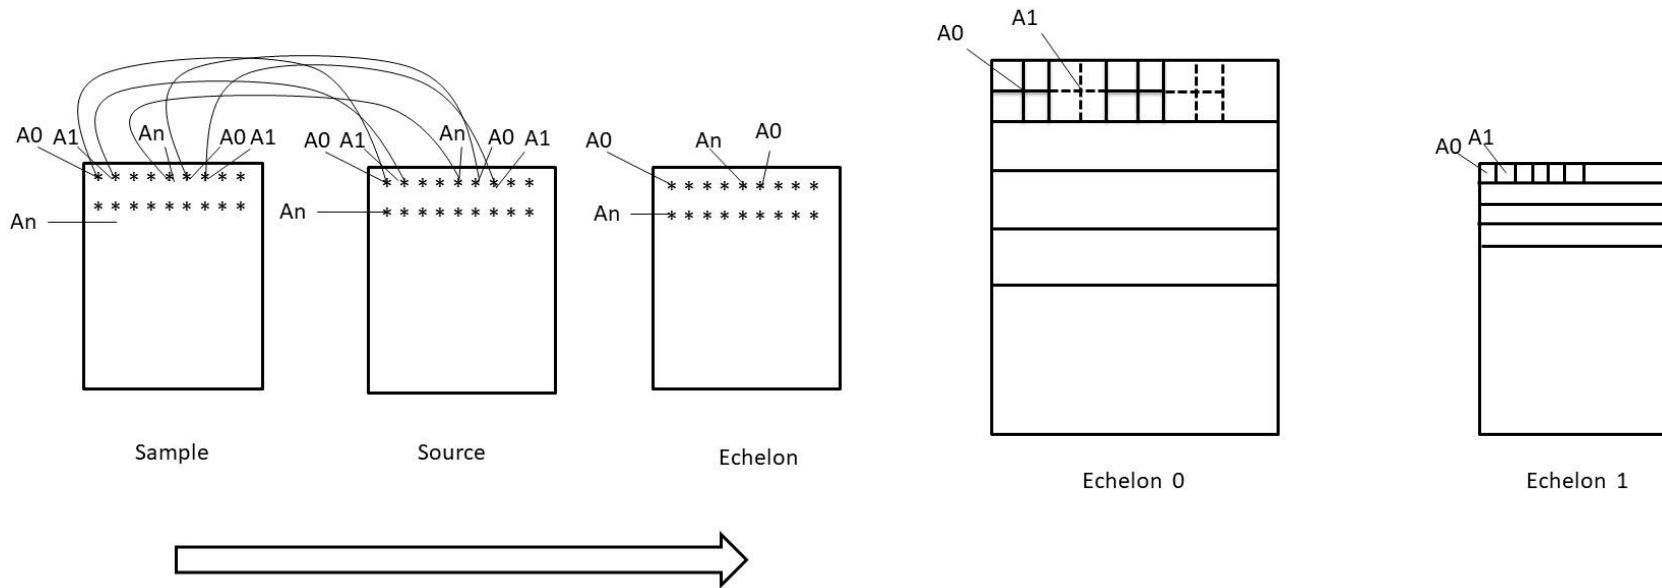 A0 A1 An A0 A1
An
Sample
A0 A1 An A0 A1
An
Source
A0 An A0
An
Echelon
A0 A1
Echelon 0
A0 A1
Echelon 1